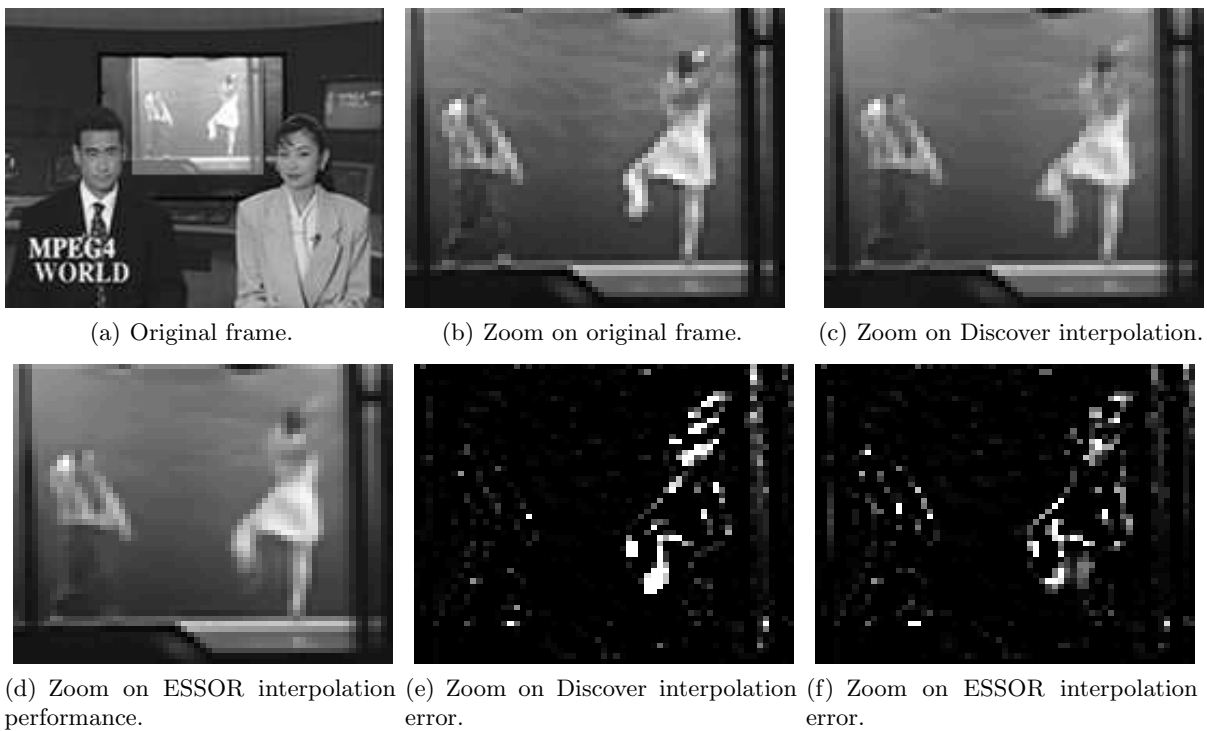 MPEG4
WORLD
(a) Original frame.
(b) Zoom on original frame.
(c) Zoom on Discover interpolation.
(d) Zoom on ESSOR interpolation performance.
(e) Zoom on Discover interpolation error.
(f) Zoom on ESSOR interpolation error.